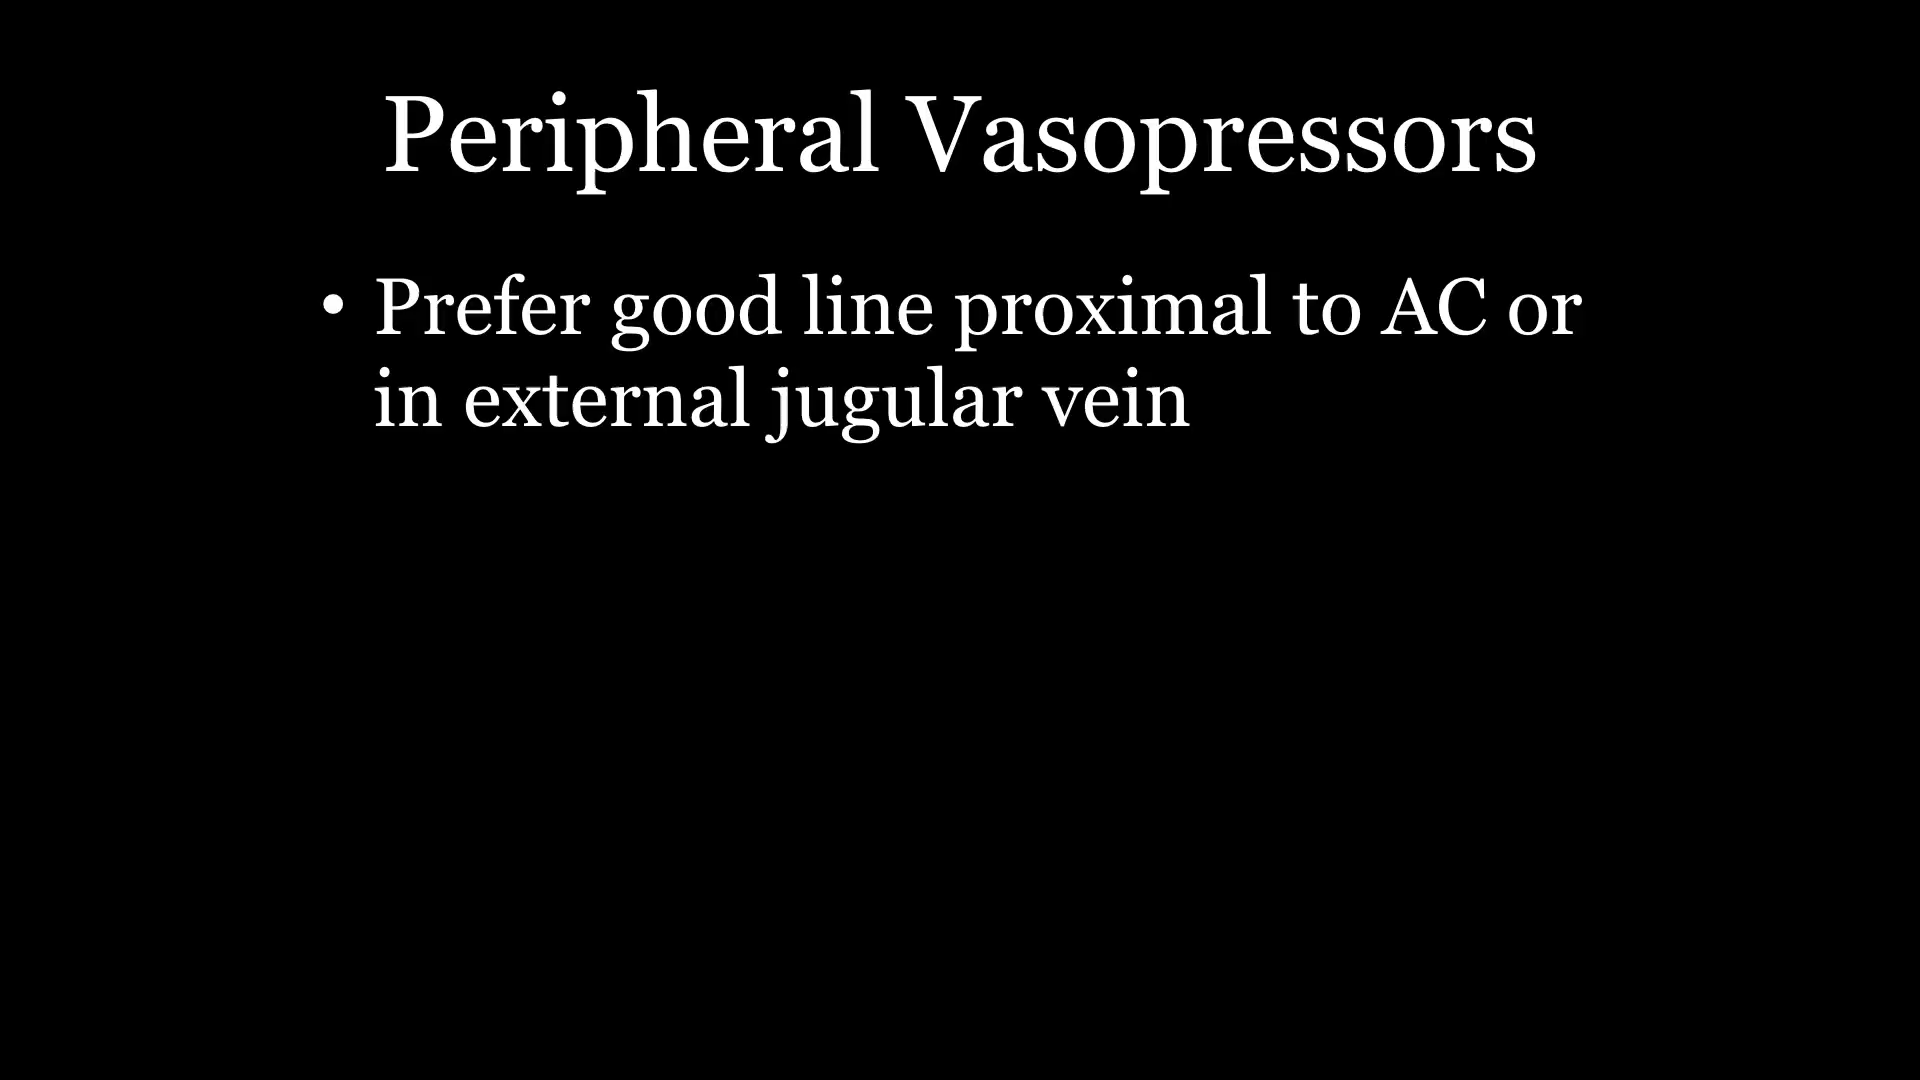 Peripheral Vasopressors
• Prefer good line proximal to AC or
in external jugular vein